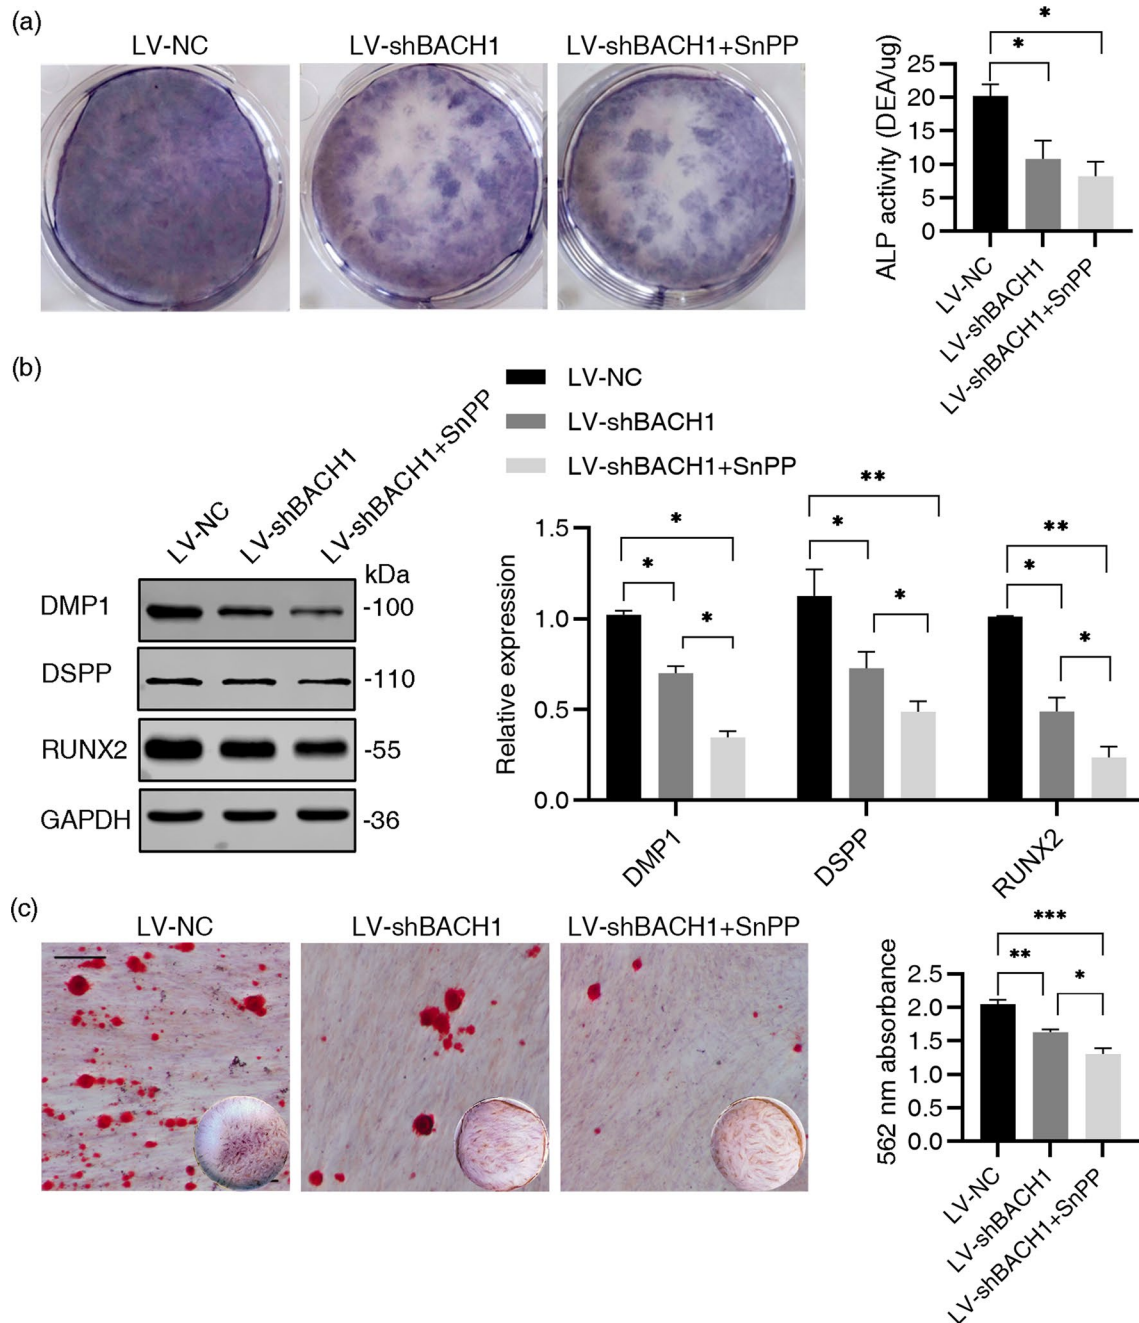 (a)
LV-NC
LV-shBACH1
LV-shBACH1+SnPP
ALP activity (DEA/ug)
*
*
25
20
15
10
5
0
LV-NC
LV-shBACH1
LV-shBACH1+SnPP
(b)
LV-NC
LV-shBACH1
LV-shBACH1+SnPP
LV-NC
LV-shBACH1
LV-shBACH1+SnPP
kDa
DMP1
-100
DSPP
-110
RUNX2
-55
GAPDH
-36
Relative expression
1.5
1.0
0.5
0.0
*
*
*
**
*
*
**
*
*
DMP1
DSPP
RUNX2
(c)
LV-NC
LV-shBACH1
LV-shBACH1+SnPP
562 nm absorbance
***
**
*
2.5
2.0
1.5
1.0
0.5
0.0
LV-NC
LV-shBACH1
LV-shBACH1+SnPP